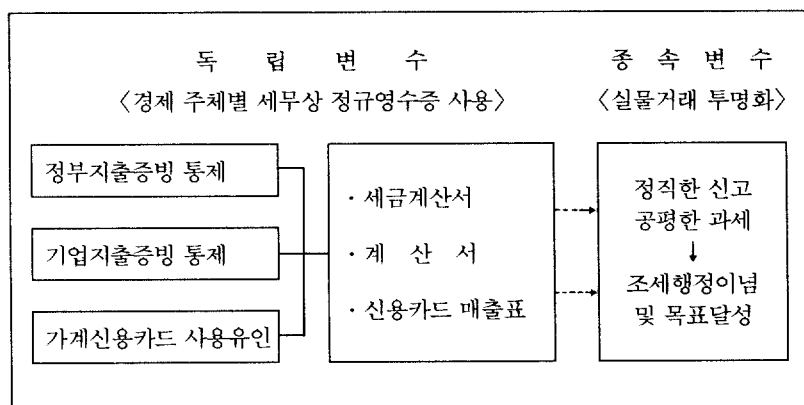 독 립 변 수
〈경제 주체별 세무상 정규영수증 사용〉
종 속 변 수
〈실물거래 투명화〉
정부지출증빙 통제
기업지출증빙 통제
가계신용카드 사용유인
· 세금계산서
· 계 산 서
· 신용카드 매출표
정직한 신고
공평한 과세
↓
조세행정이념
및 목표달성